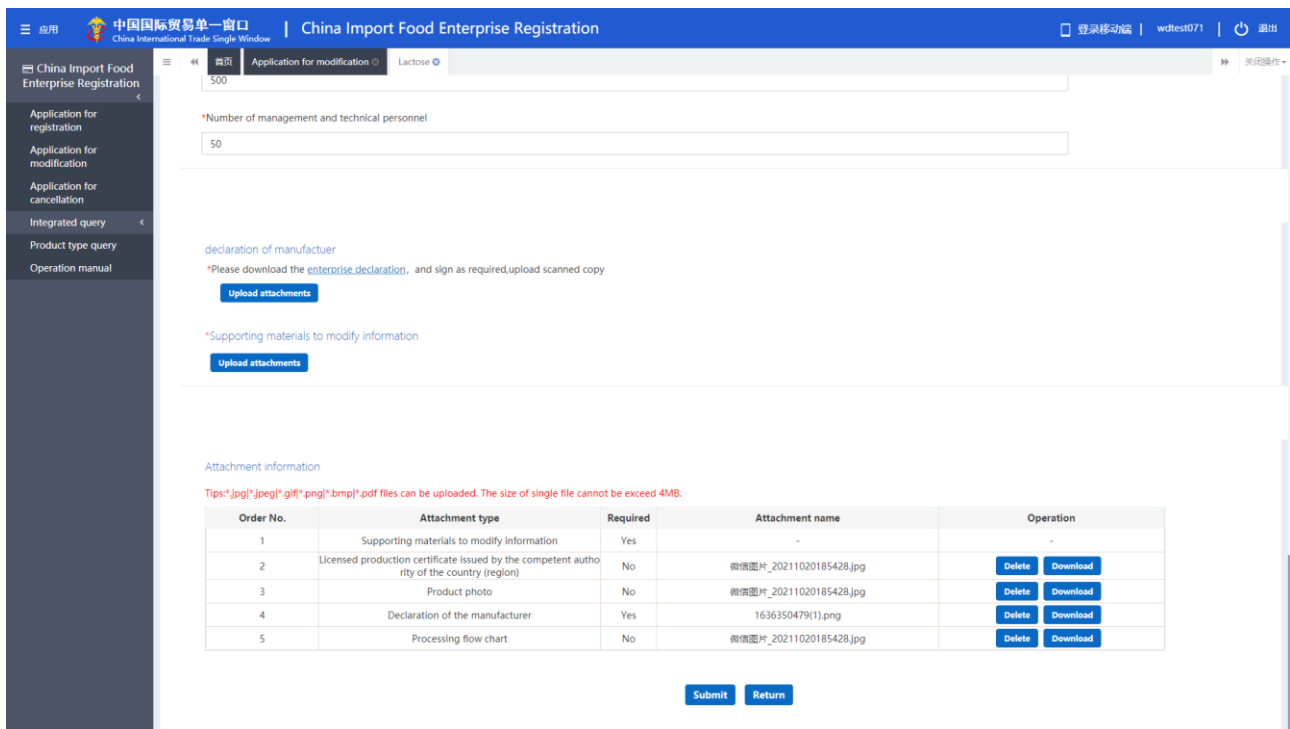 应用
中国国际贸易单一窗口
China International Trade Single Window
China Import Food Enterprise Registration
登录移动端
wdtest071
退出
China Import Food
Enterprise Registration
Application for
registration
Application for
modification
Application for
cancellation
Integrated query
Product type query
Operation manual
首页
Application for modification
Lactose
关闭操作
500
*Number of management and technical personnel
50
declaration of manufactuer
*Please download the enterprise declaration，and sign as required,upload scanned copy
Upload attachments
*Supporting materials to modify information
Upload attachments
Attachment information
Tips:*.jpg|*.jpeg|*.gif|*.png|*.bmp|*.pdf files can be uploaded. The size of single file cannot be exceed 4MB.
Order No. Attachment type Required Attachment name Operation
1 Supporting materials to modify information Yes - -
2 Licensed production certificate issued by the competent autho
rity of the country (region) No 微信图片_20211020185428.jpg Delete Download
3 Product photo No 微信图片_20211020185428.jpg Delete Download
4 Declaration of the manufacturer Yes 1636350479(1).png Delete Download
5 Processing flow chart No 微信图片_20211020185428.jpg Delete Download
Submit Return